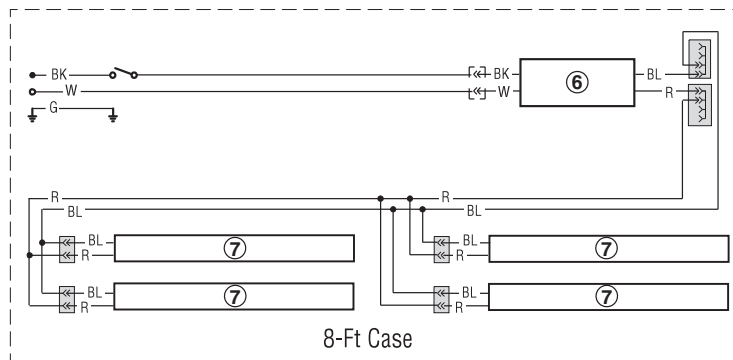 BK BK 6 BL
W W R
G
R R
BL BL
BL 7 BL 7
R R
BL 7 BL 7
R R
8-Ft Case